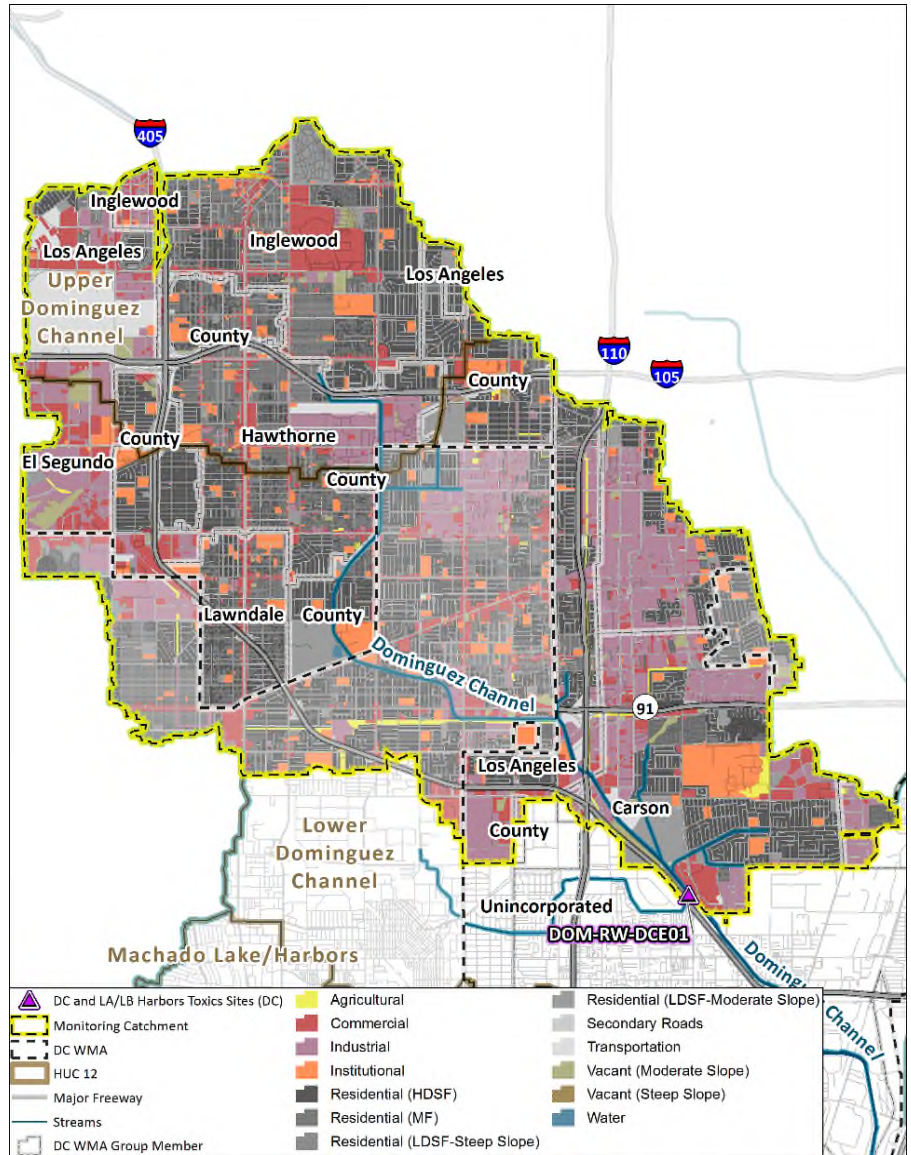 405
Inglewood
Inglewood
Los Angeles
Los Angeles
Upper
Dominguez
Channel
County
110
105
County
County
Hawthorne
El Segundo
County
Lawndale
County
Dominguez Channel
91
Los Angeles
Carson
County
Lower
Dominguez
Channel
Unincorporated
DOM-RW-DCE01
Machado Lake/Harbors
Dominguez Channel
DC and LA/LB Harbors Toxics Sites (DC)
Monitoring Catchment
DC WMA
HUC 12
Major Freeway
Streams
DC WMA Group Member
Agricultural
Commercial
Industrial
Institutional
Residential (HDSF)
Residential (MF)
Residential (LDSF-Steep Slope)
Residential (LDSF-Moderate Slope)
Secondary Roads
Transportation
Vacant (Moderate Slope)
Vacant (Steep Slope)
Water